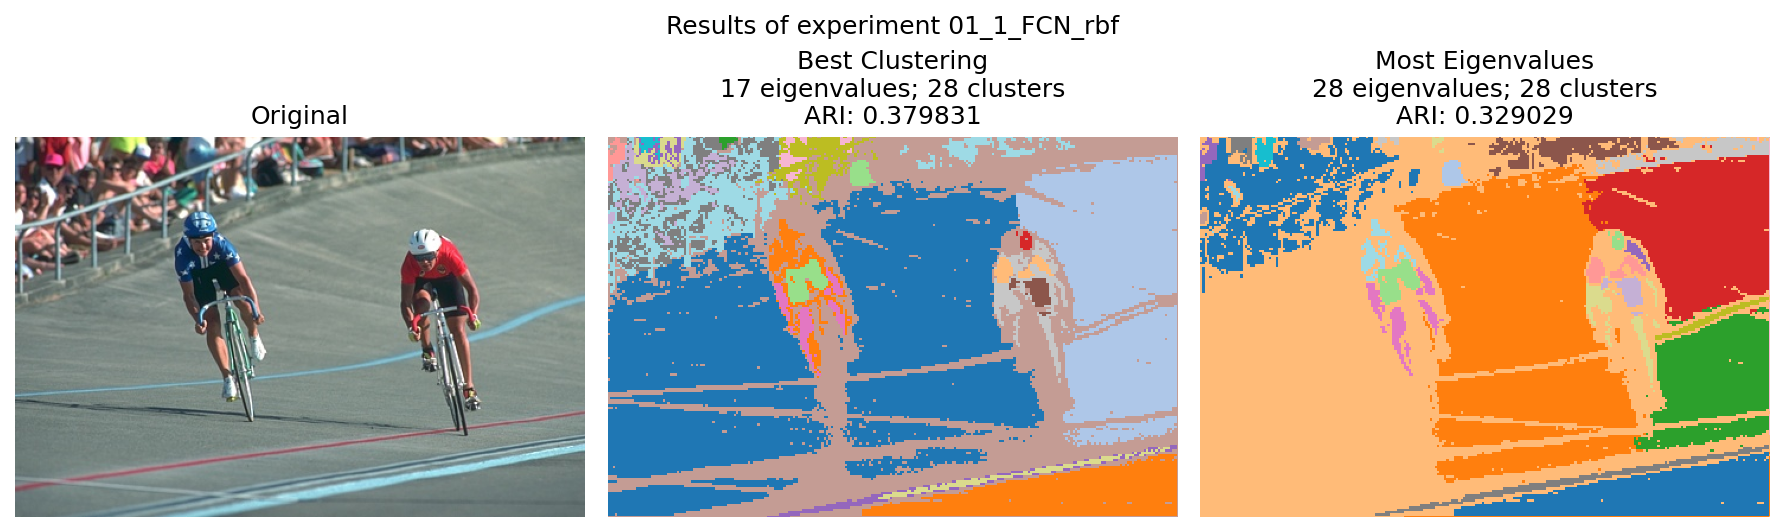 Results of experiment 01_1_FCN_rbf
Original
Best Clustering
17 eigenvalues; 28 clusters
ARI: 0.379831
Most Eigenvalues
28 eigenvalues; 28 clusters
ARI: 0.329029